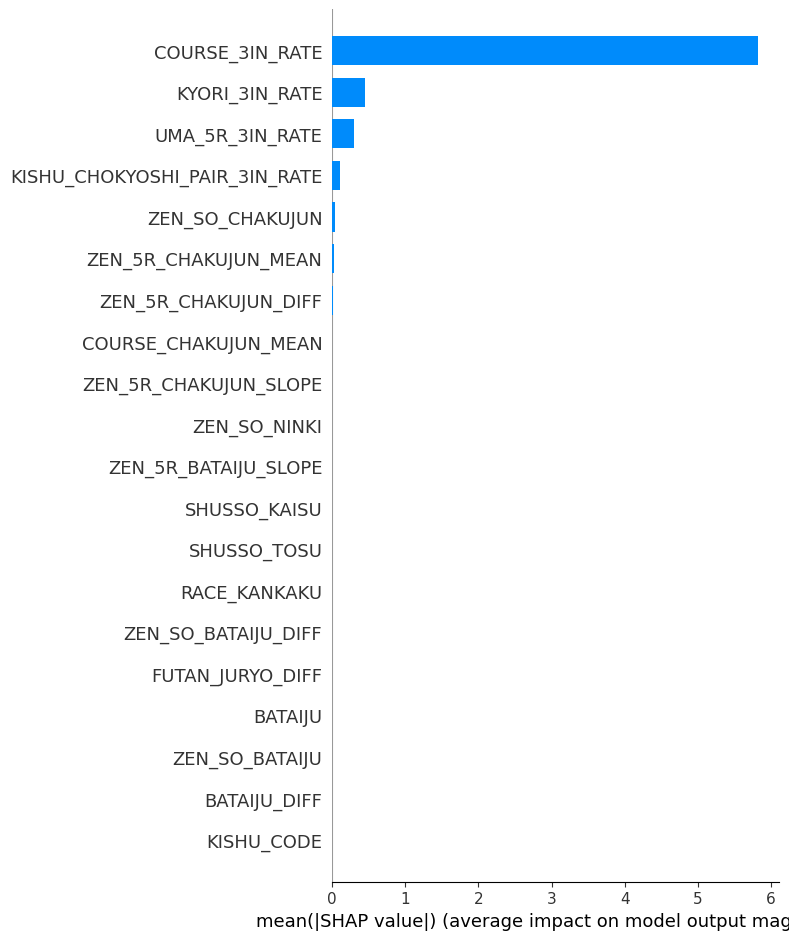 COURSE_3IN_RATE
KYORI_3IN_RATE
UMA_5R_3IN_RATE
KISHU_CHOKYOSHI_PAIR_3IN_RATE
ZEN_SO_CHAKUJUN
ZEN_5R_CHAKUJUN_MEAN
ZEN_5R_CHAKUJUN_DIFF
COURSE_CHAKUJUN_MEAN
ZEN_5R_CHAKUJUN_SLOPE
ZEN_SO_NINKI
ZEN_5R_BATAIJU_SLOPE
SHUSSO_KAISU
SHUSSO_TOSU
RACE_KANKAKU
ZEN_SO_BATAIJU_DIFF
FUTAN_JURYO_DIFF
BATAIJU
ZEN_SO_BATAIJU
BATAIJU_DIFF
KISHU_CODE
0 1 2 3 4 5 6
mean(|SHAP value|) (average impact on model output mag